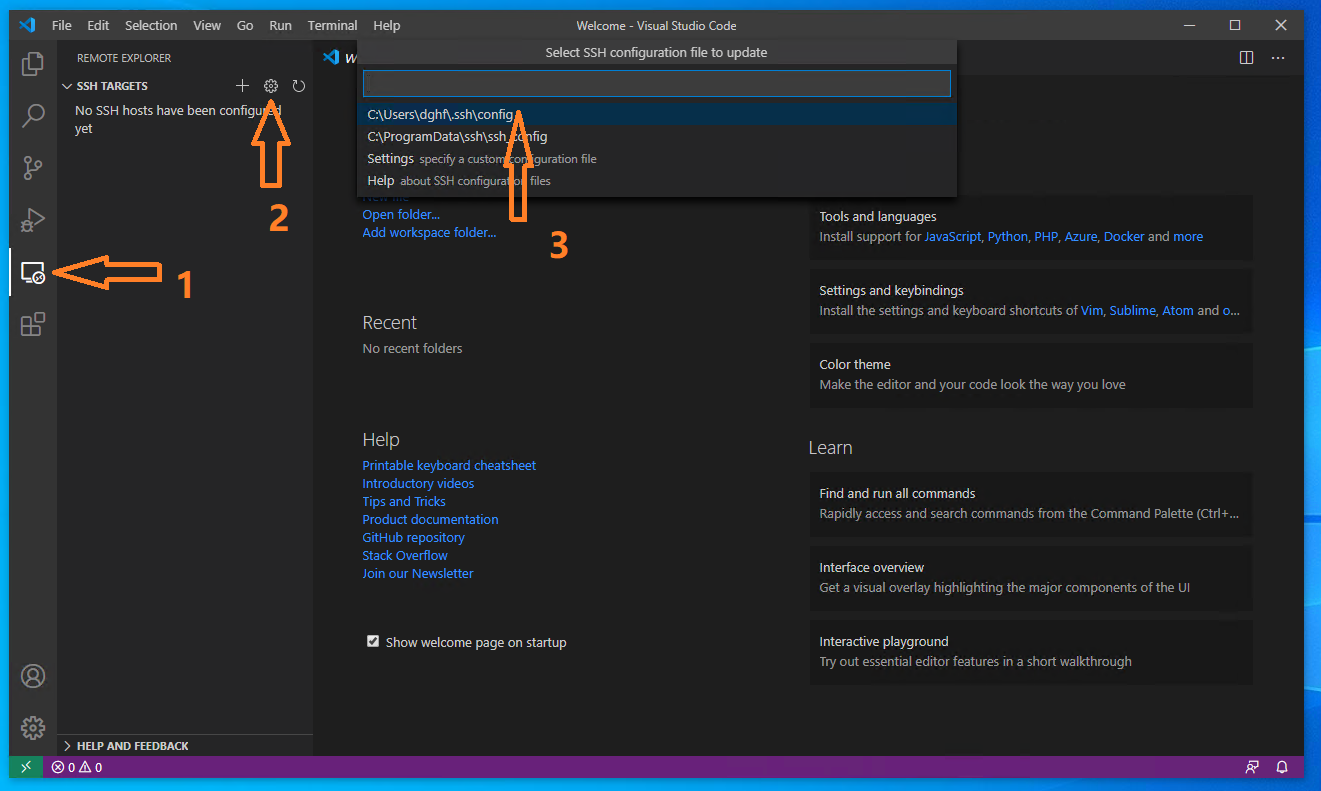 File Edit Selection View Go Run Terminal Help
Welcome - Visual Studio Code
REMOTE EXPLORER
SSH TARGETS
No SSH hosts have been configured
yet
2
1
HELP AND FEEDBACK
W
Select SSH configuration file to update
C:\Users\dghf\.ssh\config
C:\ProgramData\ssh\ssh_config
Settings specify a custom configuration file
Help about SSH configuration files
3
New file
Open folder...
Add workspace folder...
Recent
No recent folders
Help
Printable keyboard cheatsheet
Introductory videos
Tips and Tricks
Product documentation
GitHub repository
Stack Overflow
Join our Newsletter
Show welcome page on startup
Tools and languages
Install support for JavaScript, Python, PHP, Azure, Docker and more
Settings and keybindings
Install the settings and keyboard shortcuts of Vim, Sublime, Atom and o...
Color theme
Make the editor and your code look the way you love
Learn
Find and run all commands
Rapidly access and search commands from the Command Palette (Ctrl+...
Interface overview
Get a visual overlay highlighting the major components of the UI
Interactive playground
Try out essential editor features in a short walkthrough
0 0